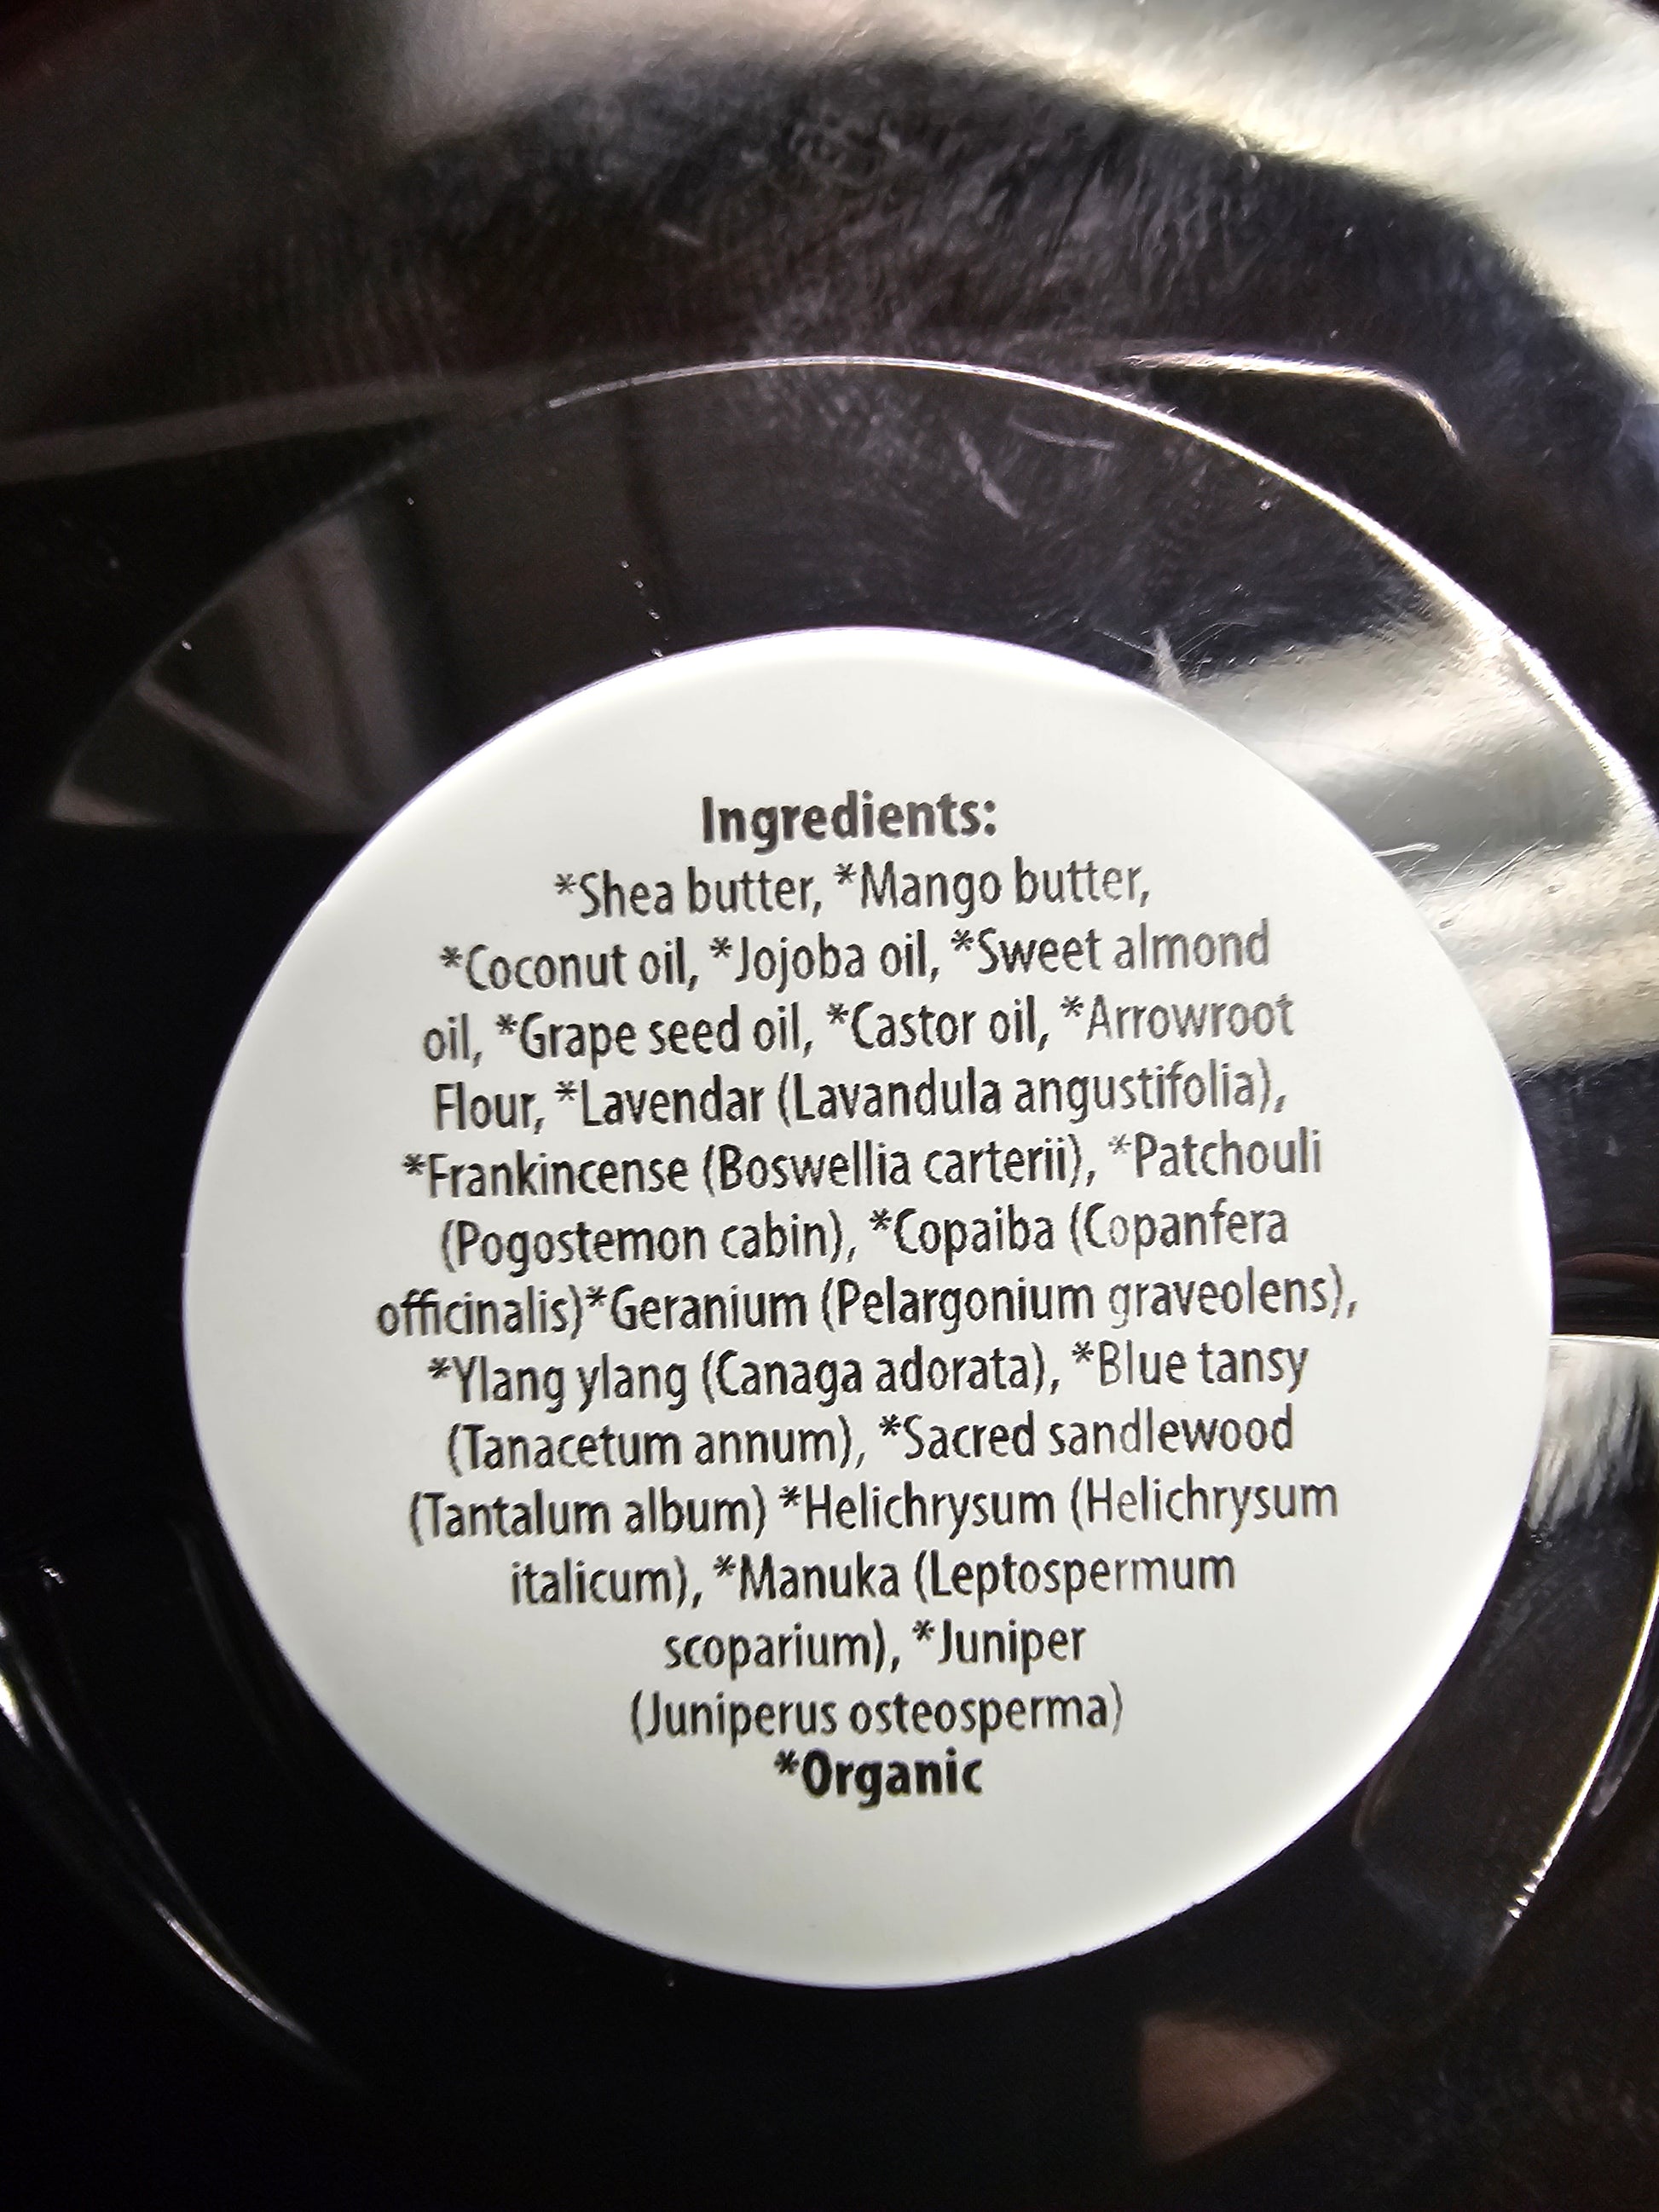 Ingredients:
*Shea butter, *Mango butter,
*Coconut oil, *Jojoba oil, *Sweet almond
oil, *Grape seed oil, *Castor oil, *Arrowroot
Flour, *Lavendar (Lavandula angustifolia),
*Frankincense (Boswellia carterii), *Patchouli
(Pogostemon cabin), *Copaiba (Copanfera
officinalis)*Geranium (Pelargonium graveolens),
*Ylang ylang (Canaga adorata), *Blue tansy
(Tanacetum annum), *Sacred sandlewood
(Tantalum album) *Helichrysum (Helichrysum
italicum), *Manuka (Leptospermum
scoparium), *Juniper
(Juniperus osteosperma)
*Organic